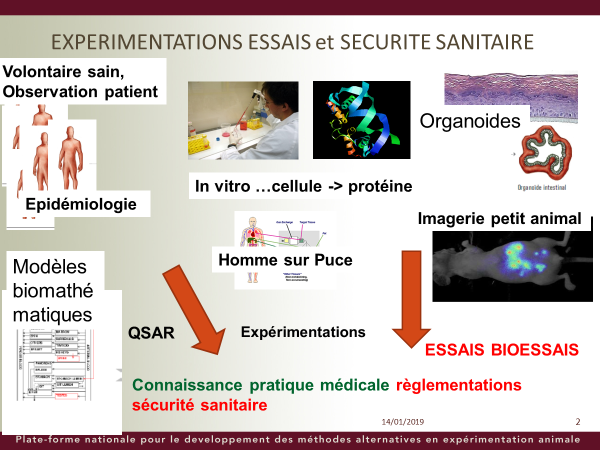 EXPERIMENTATIONS ESSAIS et SECURITE SANITAIRE
Volontaire sain,
Observation patient
Organoides
Organoide intestinal
In vitro …cellule -> protéine
Epidémiologie
Imagerie petit animal
Homme sur Puce
Modèles
biomathé
matiques
QSAR
Expérimentations
ESSAIS BIOESSAIS
Connaissance pratique médicale règlementations
sécurité sanitaire
14/01/2019
2
Plate-forme nationale pour le developpement des méthodes alternatives en expérimentation animale